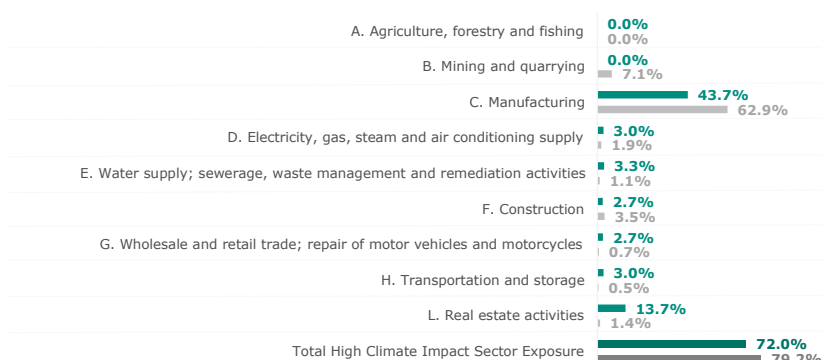 A. Agriculture, forestry and fishing 0.0%
0.0%
B. Mining and quarrying 0.0%
7.1%
C. Manufacturing 43.7%
62.9%
D. Electricity, gas, steam and air conditioning supply 3.0%
1.9%
E. Water supply; sewerage, waste management and remediation activities 3.3%
1.1%
F. Construction 2.7%
3.5%
G. Wholesale and retail trade; repair of motor vehicles and motorcycles 2.7%
0.7%
H. Transportation and storage 3.0%
0.5%
L. Real estate activities 13.7%
1.4%
Total High Climate Impact Sector Exposure 72.0%
79.2%